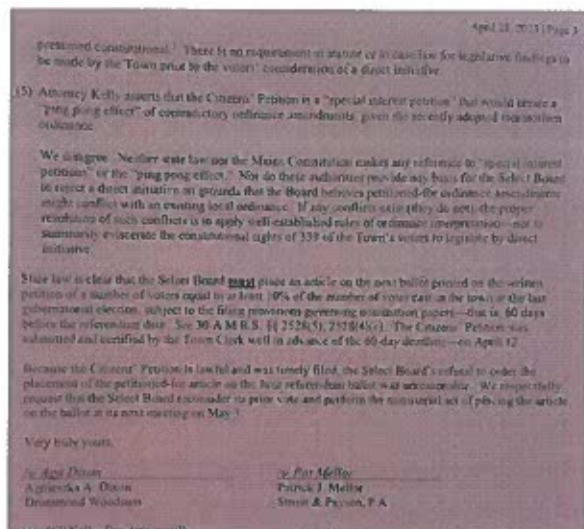 April 28, 2023 | Page 3
presumed constitutional. There is no requirement in statute or in case law for legislative findings to
be made by the Town prior to the voters' consideration of a direct initiative.
(5) Attorney Kelly asserts that the Citizens' Petition is a "special interest petition" that would create a
"ping pong effect" of contradictory ordinance amendments, given the recently adopted moratorium
ordinance.
We disagree. Neither state law nor the Maine Constitution makes any reference to "special interest
petitions" or the "ping pong effect." Nor do these authorities provide any basis for the Select Board
to reject a direct initiative on grounds that the Board believes petitioned-for ordinance amendments
might conflict with an existing local ordinance. If any conflicts exist (they do not), the proper
resolution of such conflicts is to apply well-established rules of ordinance interpretation—not to
summarily eviscerate the constitutional rights of 339 of the Town's voters to legislate by direct
initiative.
State law is clear that the Select Board must place an article on the next ballot printed on the written
petition of a number of voters equal to at least 10% of the number of votes cast in the town at the last
gubernatorial election, subject to the filing provisions governing nomination papers—that is, 60 days
before the referendum date. See 30-A M.R.S. §§ 2528(5), 2528(4)(c). The Citizens' Petition was
submitted and certified by the Town Clerk well in advance of the 60-day deadline—on April 12.
Because the Citizens' Petition is lawful and was timely filed, the Select Board's refusal to order the
placement of the petitioned-for article on the June referendum ballot was unreasonable. We respectfully
request that the Select Board reconsider its prior vote and perform the ministerial act of placing the article
on the ballot at its next meeting on May
Very truly yours,
/s/ Agni Dixon /s/ Pat Mellor
Agnieszka A. Dixon Patrick J. Mellor
Drummond Woodsum Strout & Payson, P.A.